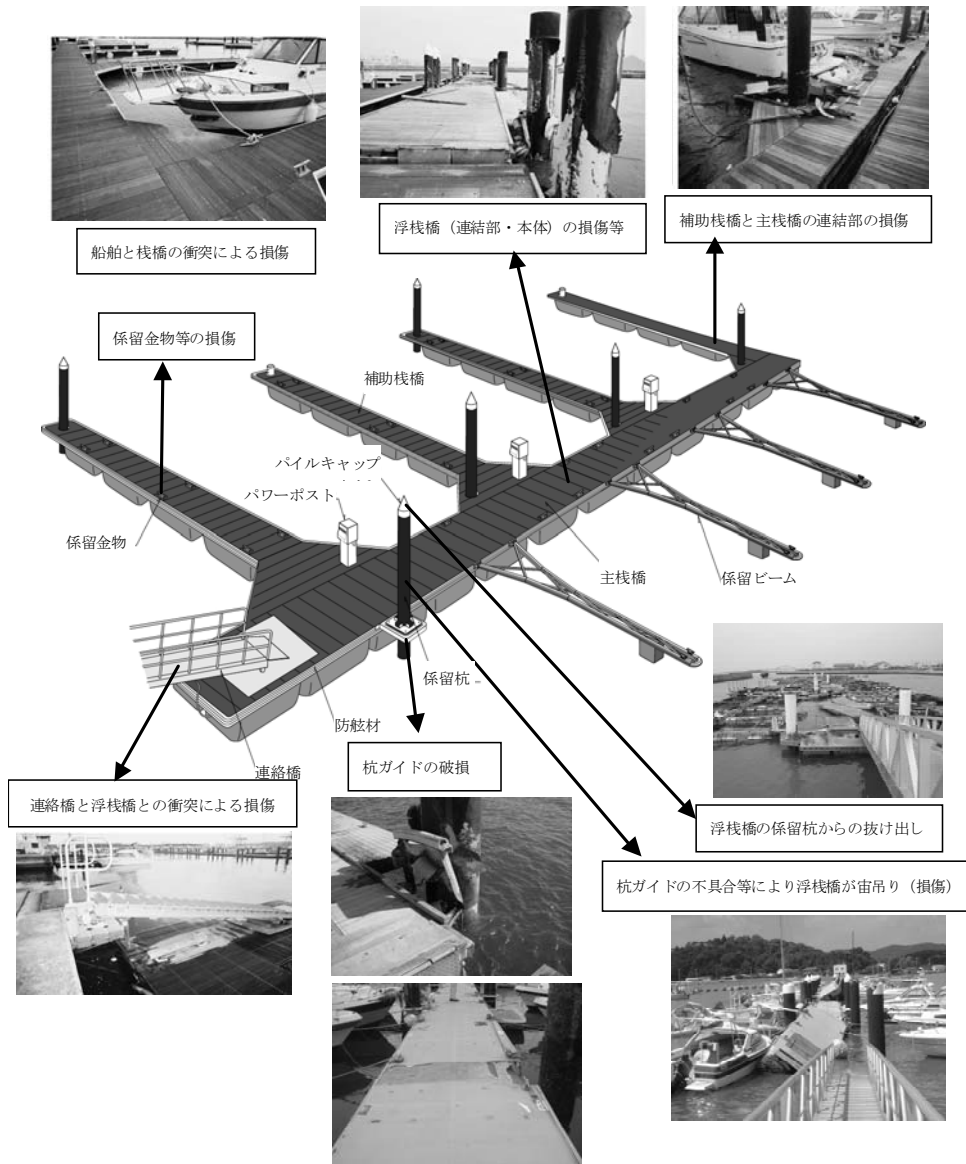 船舶と桟橋の衝突による損傷
浮桟橋（連結部・本体）の損傷等
補助桟橋と主桟橋の連結部の損傷
係留金物等の損傷
補助桟橋
パイルキャップ
パワーポスト
係留金物
主桟橋
係留ビーム
係留杭
防舷材
連絡橋
杭ガイドの破損
連絡橋と浮桟橋との衝突による損傷
浮桟橋の係留杭からの抜け出し
杭ガイドの不具合等により浮桟橋が宙吊り（損傷）